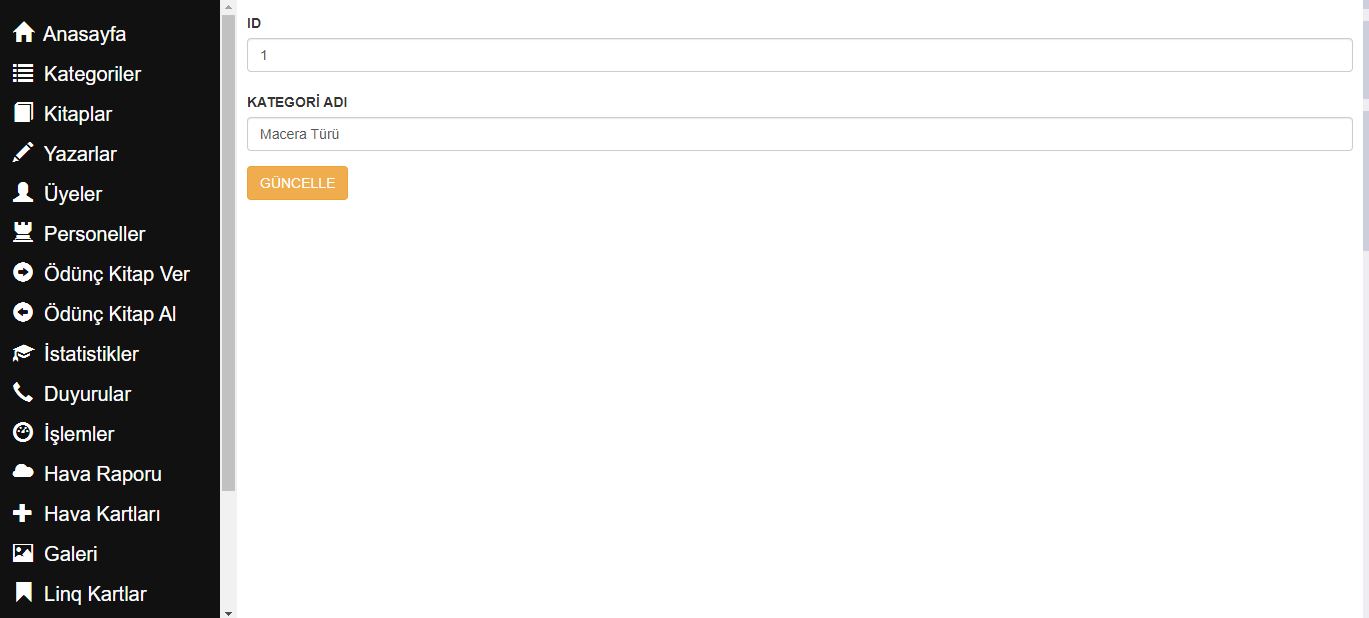 Anasayfa
Kategoriler
Kitaplar
Yazarlar
Üyeler
Personeller
Ödünç Kitap Ver
Ödünç Kitap Al
İstatistikler
Duyurular
İşlemler
Hava Raporu
Hava Kartları
Galeri
Linq Kartlar
ID
1
KATEGORİ ADI
Macera Türü
GÜNCELLE